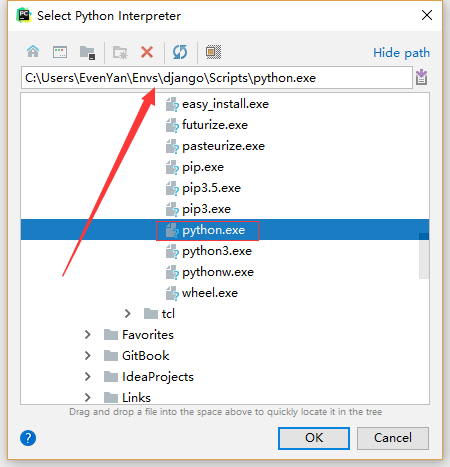 Select Python Interpreter
Hide path
C:\Users\EvenYan\Envs\django\Scripts\python.exe
easy_install.exe
futurize.exe
pasteurize.exe
pip.exe
pip3.5.exe
pip3.exe
python.exe
python3.exe
pythonw.exe
wheel.exe
tcl
Favorites
GitBook
IdeaProjects
Links
Drag and drop a file into the space above to quickly locate it in the tree
OK Cancel